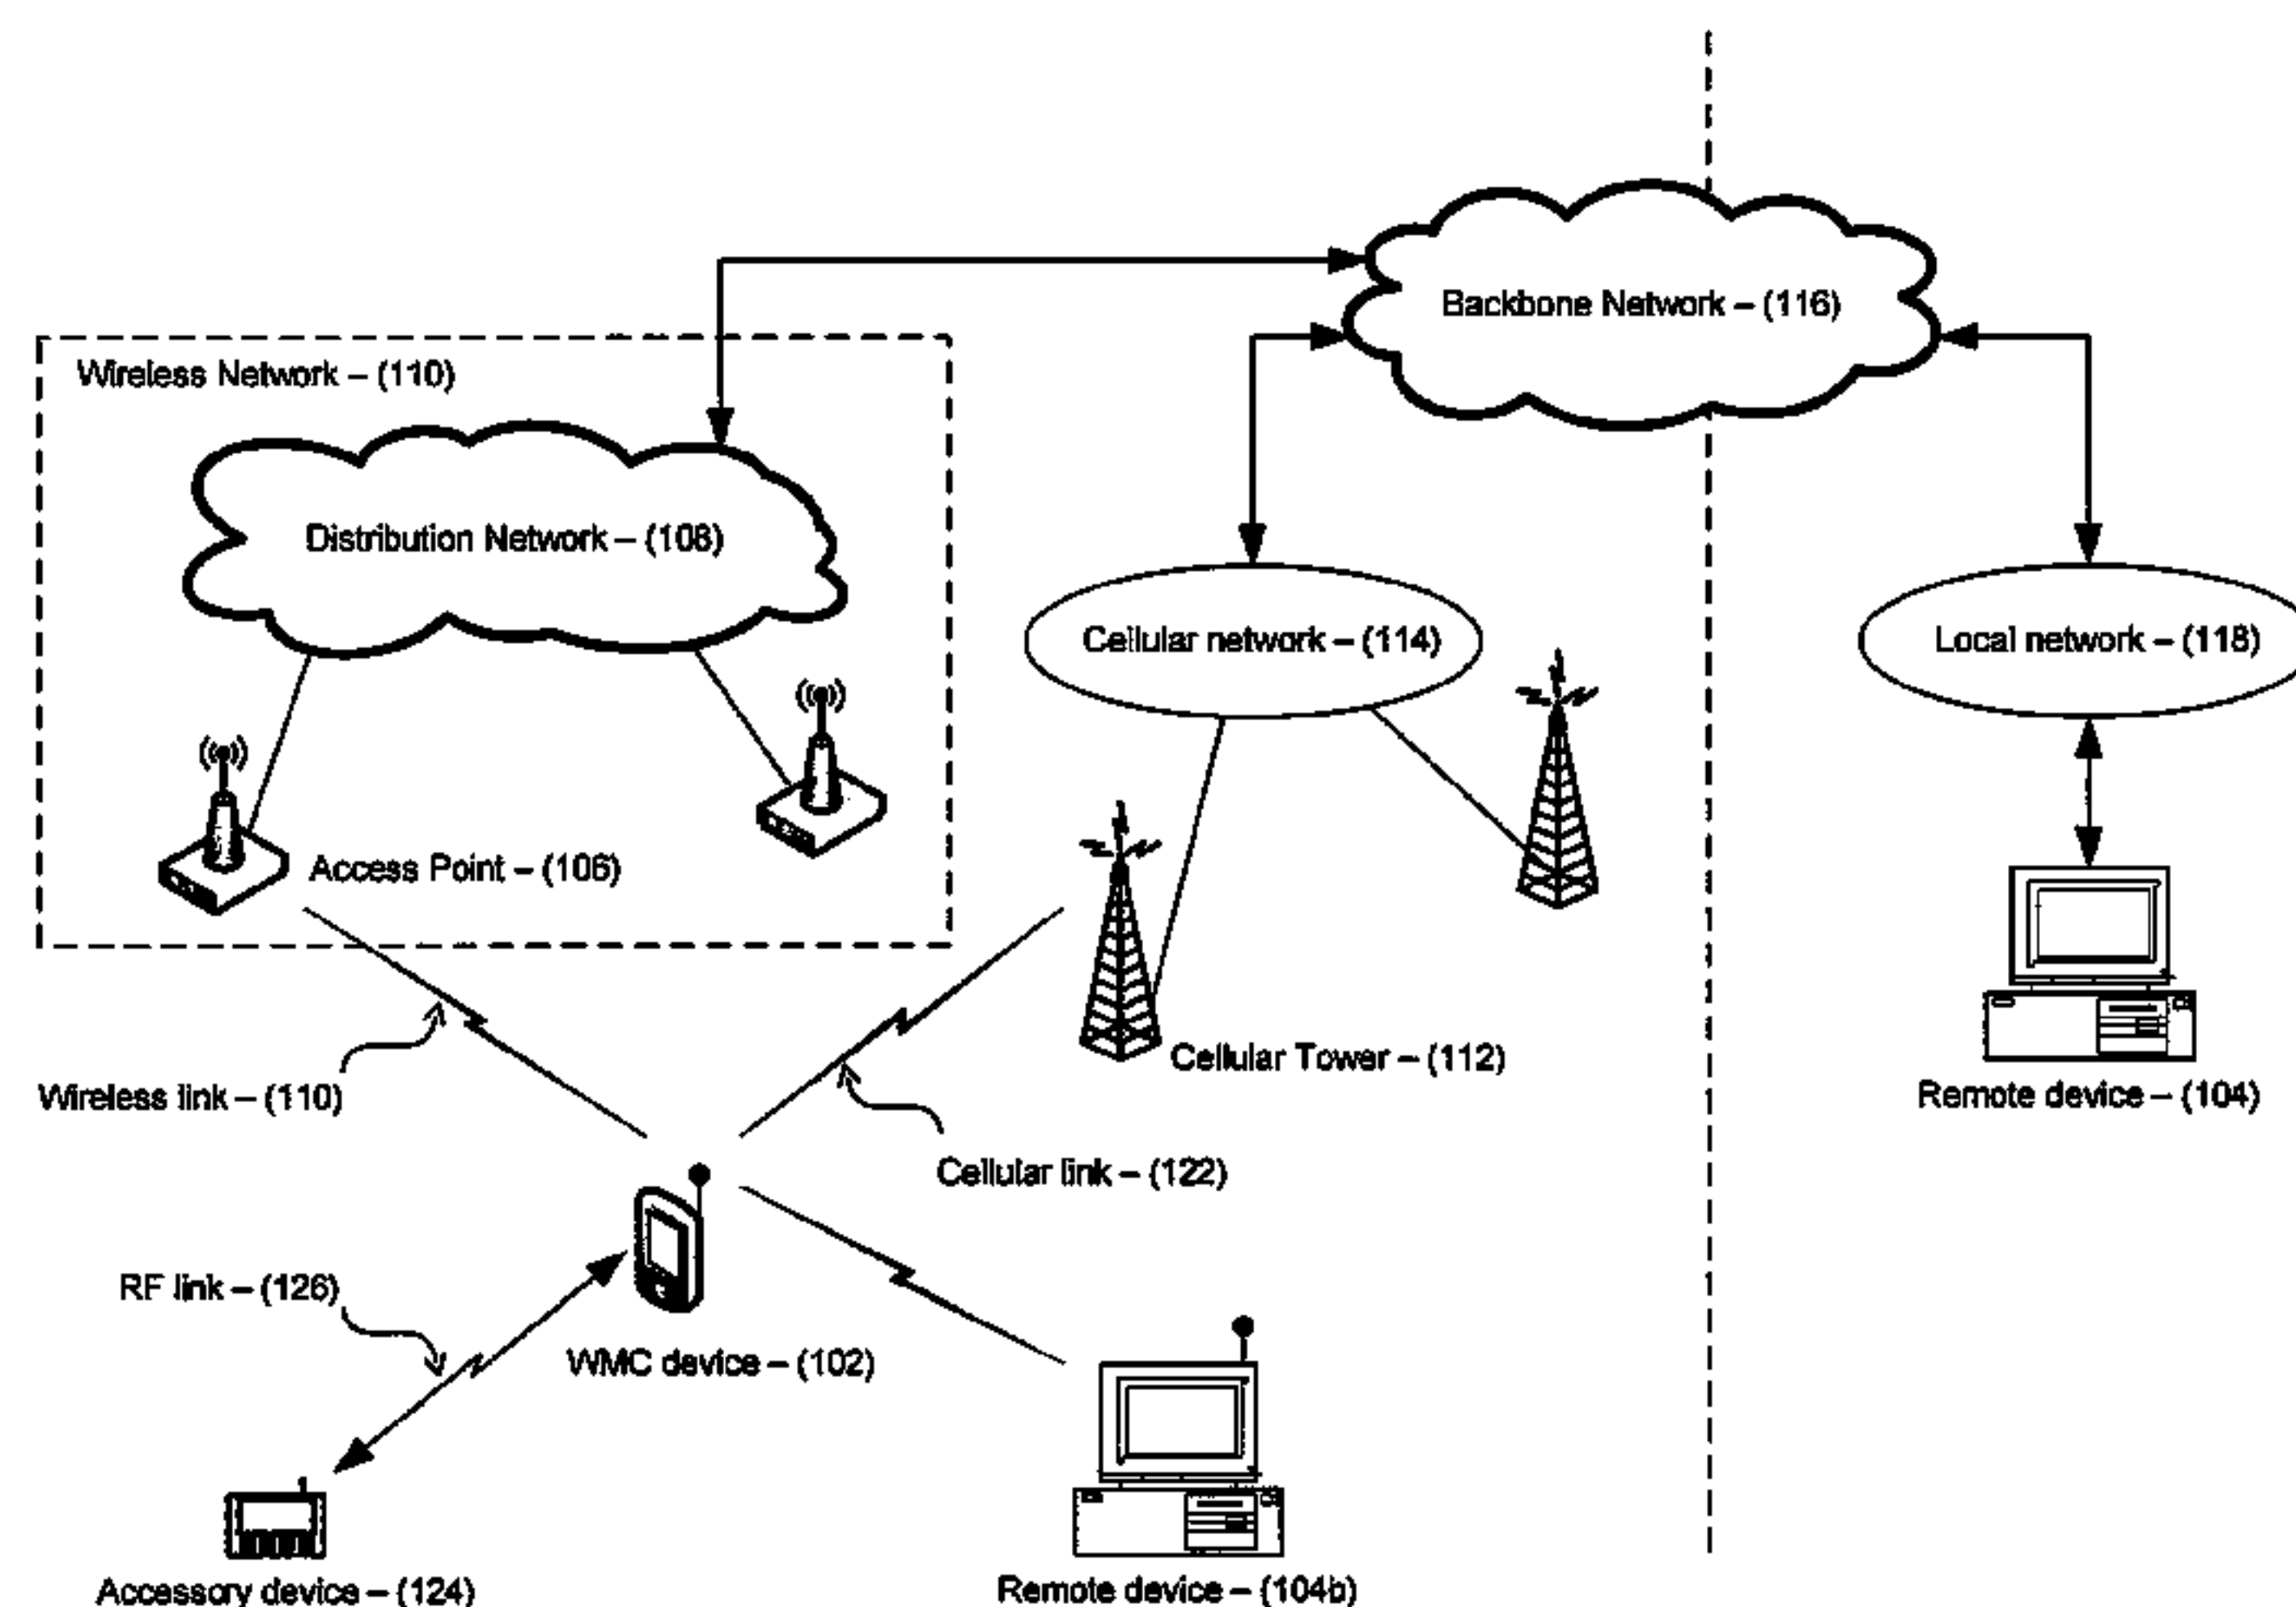 Backbone Network – (116)
Wireless Network – (110)
Distribution Network – (108)
Cellular network – (114)
Local network – (118)
Access Point – (106)
Cellular Tower – (112)
Remote device – (104)
Wireless link – (110)
Cellular link – (122)
RF link – (126)
WMC device – (102)
Accessory device – (124)
Remote device – (104b)